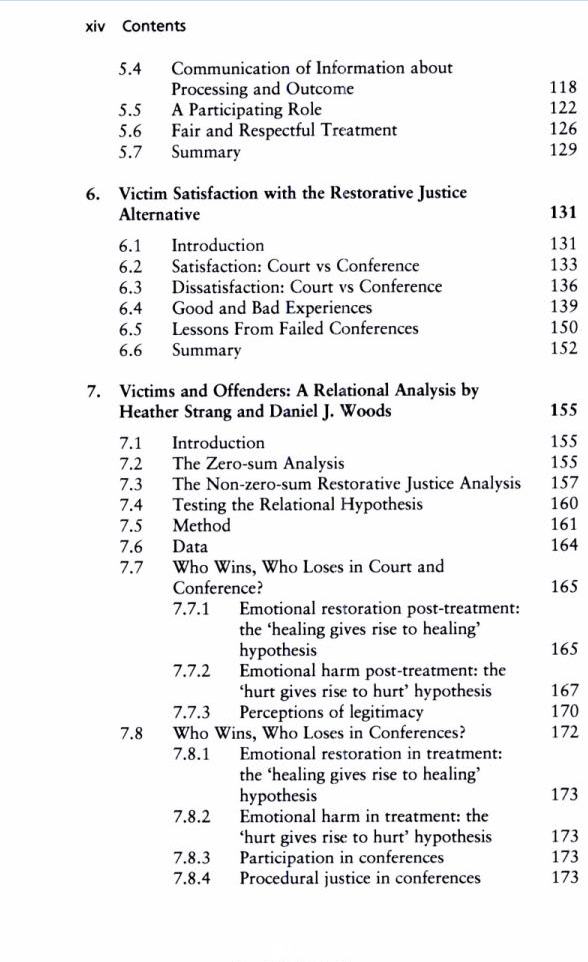 xiv Contents
5.4 Communication of Information about
Processing and Outcome 118
5.5 A Participating Role 122
5.6 Fair and Respectful Treatment 126
5.7 Summary 129
6. Victim Satisfaction with the Restorative Justice
Alternative 131
6.1 Introduction 131
6.2 Satisfaction: Court vs Conference 133
6.3 Dissatisfaction: Court vs Conference 136
6.4 Good and Bad Experiences 139
6.5 Lessons From Failed Conferences 150
6.6 Summary 152
7. Victims and Offenders: A Relational Analysis by
Heather Strang and Daniel J. Woods 155
7.1 Introduction 155
7.2 The Zero-sum Analysis 155
7.3 The Non-zero-sum Restorative Justice Analysis 157
7.4 Testing the Relational Hypothesis 160
7.5 Method 161
7.6 Data 164
7.7 Who Wins, Who Loses in Court and
Conference? 165
7.7.1 Emotional restoration post-treatment:
the ‘healing gives rise to healing’
hypothesis 165
7.7.2 Emotional harm post-treatment: the
‘hurt gives rise to hurt’ hypothesis 167
7.7.3 Perceptions of legitimacy 170
7.8 Who Wins, Who Loses in Conferences? 172
7.8.1 Emotional restoration in treatment:
the ‘healing gives rise to healing’
hypothesis 173
7.8.2 Emotional harm in treatment: the
‘hurt gives rise to hurt’ hypothesis 173
7.8.3 Participation in conferences 173
7.8.4 Procedural justice in conferences 173